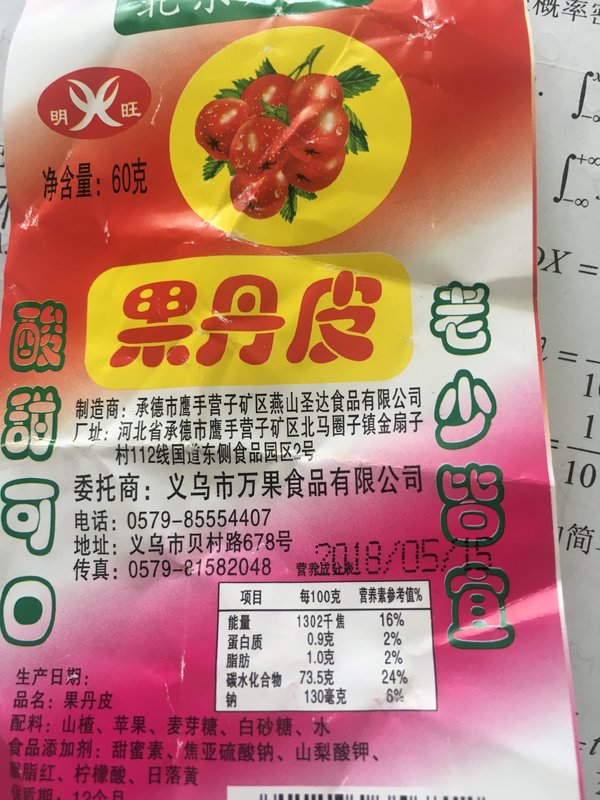 北京
明旺
净含量：60克
果丹皮
酸甜可口
老少皆宜
制造商：承德市鹰手营子矿区燕山圣达食品有限公司
厂址：河北省承德市鹰手营子矿区北马圈子镇金扇子
村112线国道东侧食品园区2号
委托商：义乌市万果食品有限公司
电话：0579-85554407
地址：义乌市贝村路678号
传真：0579-81582048
2018/05/15
营养成分表
项目 每100克 营养素参考值%
能量 1302千焦 16%
蛋白质 0.9克 2%
脂肪 1.0克 2%
碳水化合物 73.5克 24%
钠 130毫克 6%
生产日期：
品名：果丹皮
配料：山楂、苹果、麦芽糖、白砂糖、水
食品添加剂：甜蜜素、焦亚硫酸钠、山梨酸钾、
胭脂红、柠檬酸、日落黄
保质期：12个月
概率密